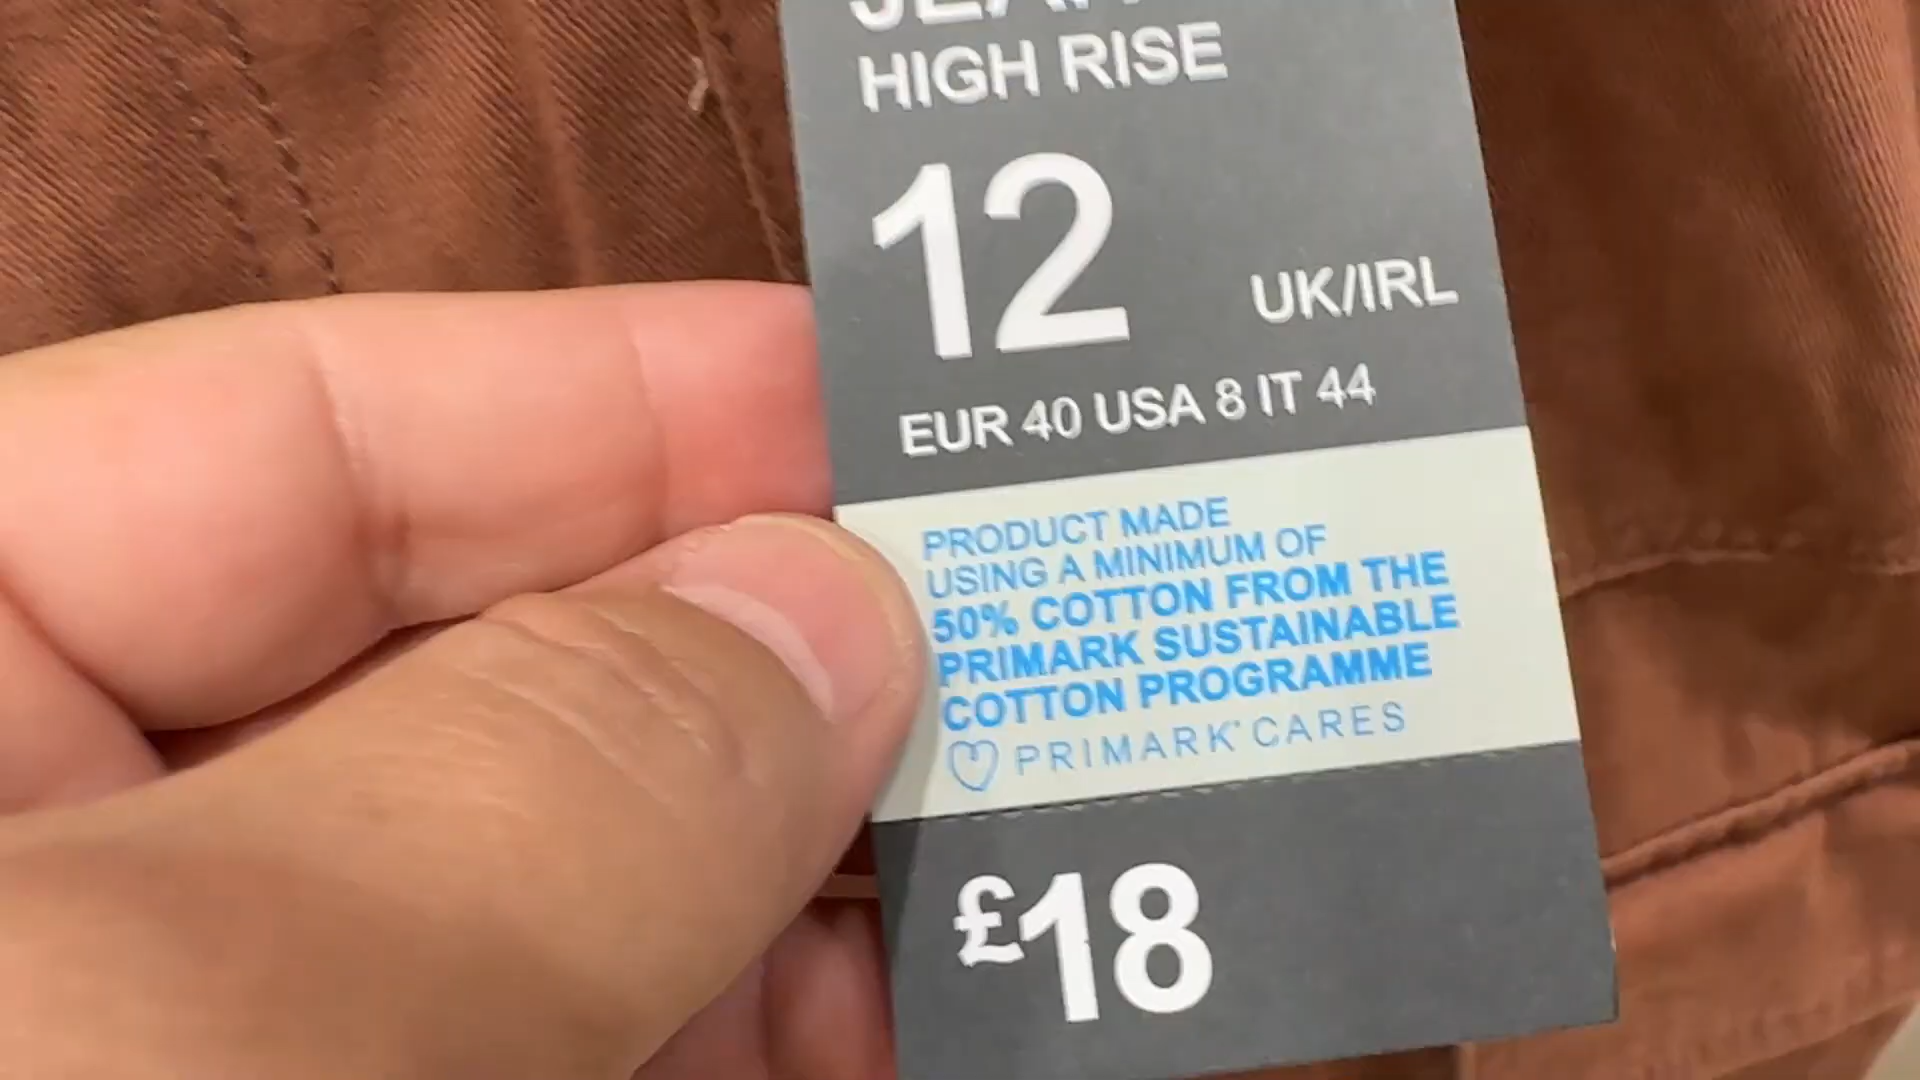 HIGH RISE
12 UK/IRL
EUR 40 USA 8 IT 44
PRODUCT MADE
USING A MINIMUM OF
50% COTTON FROM THE
PRIMARK SUSTAINABLE
COTTON PROGRAMME
PRIMARK® CARES
£18